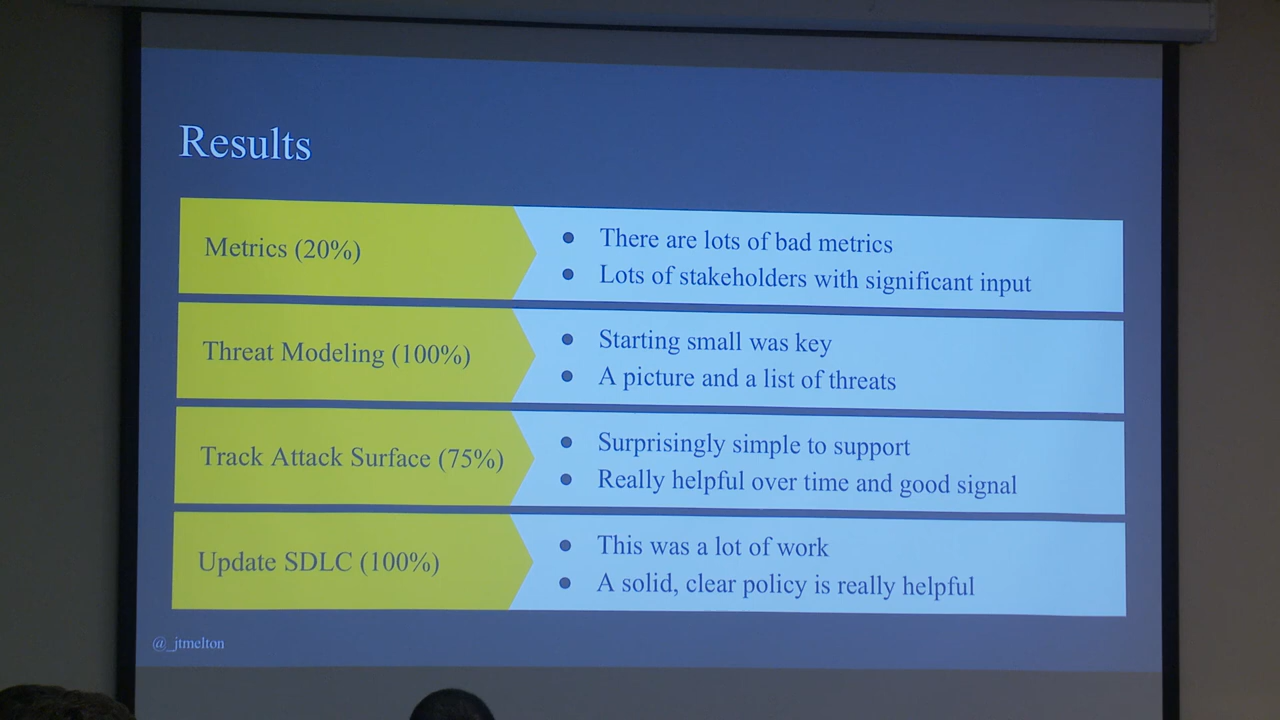 Results
Metrics (20%)
● There are lots of bad metrics
● Lots of stakeholders with significant input
Threat Modeling (100%)
● Starting small was key
● A picture and a list of threats
Track Attack Surface (75%)
● Surprisingly simple to support
● Really helpful over time and good signal
Update SDLC (100%)
● This was a lot of work
● A solid, clear policy is really helpful
@_jtmelton